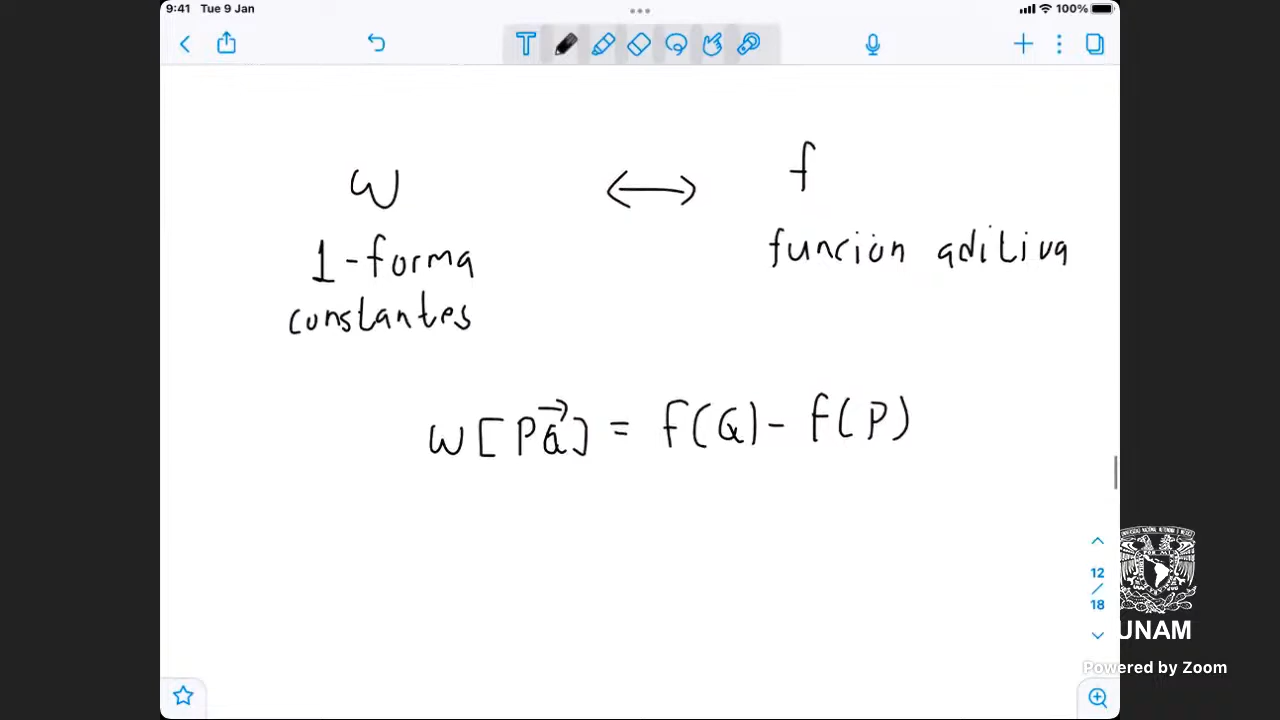 9:41 Tue 9 Jan 100%
T
ω ⟷ f
1-forma función aditiva
constantes
ω[PQ⃗] = f(Q) - f(P)
12
/
18
UNAM
Powered by Zoom